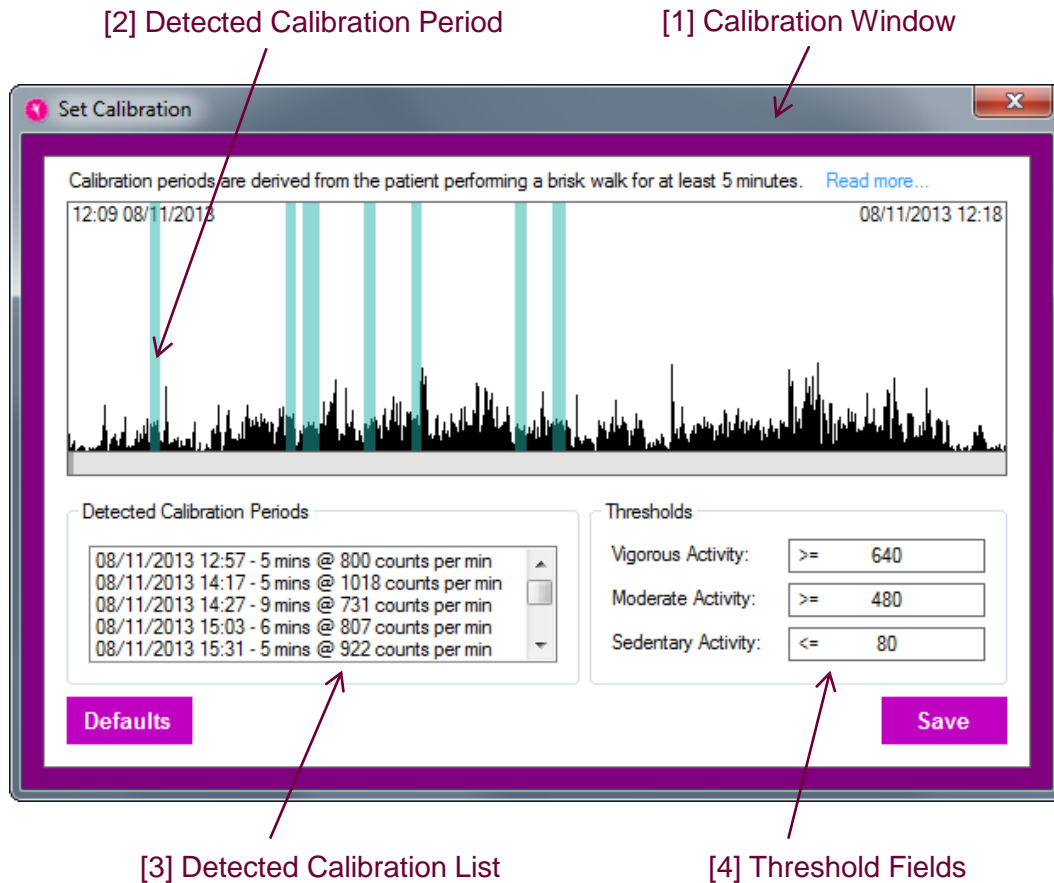 [2] Detected Calibration Period
[1] Calibration Window
Set Calibration
Calibration periods are derived from the patient performing a brisk walk for at least 5 minutes. Read more...
12:09 08/11/2013
08/11/2013 12:18
Detected Calibration Periods
08/11/2013 12:57 - 5 mins @ 800 counts per min
08/11/2013 14:17 - 5 mins @ 1018 counts per min
08/11/2013 14:27 - 9 mins @ 731 counts per min
08/11/2013 15:03 - 6 mins @ 807 counts per min
08/11/2013 15:31 - 5 mins @ 922 counts per min
Thresholds
Vigorous Activity: >= 640
Moderate Activity: >= 480
Sedentary Activity: <= 80
Defaults
Save
[3] Detected Calibration List
[4] Threshold Fields